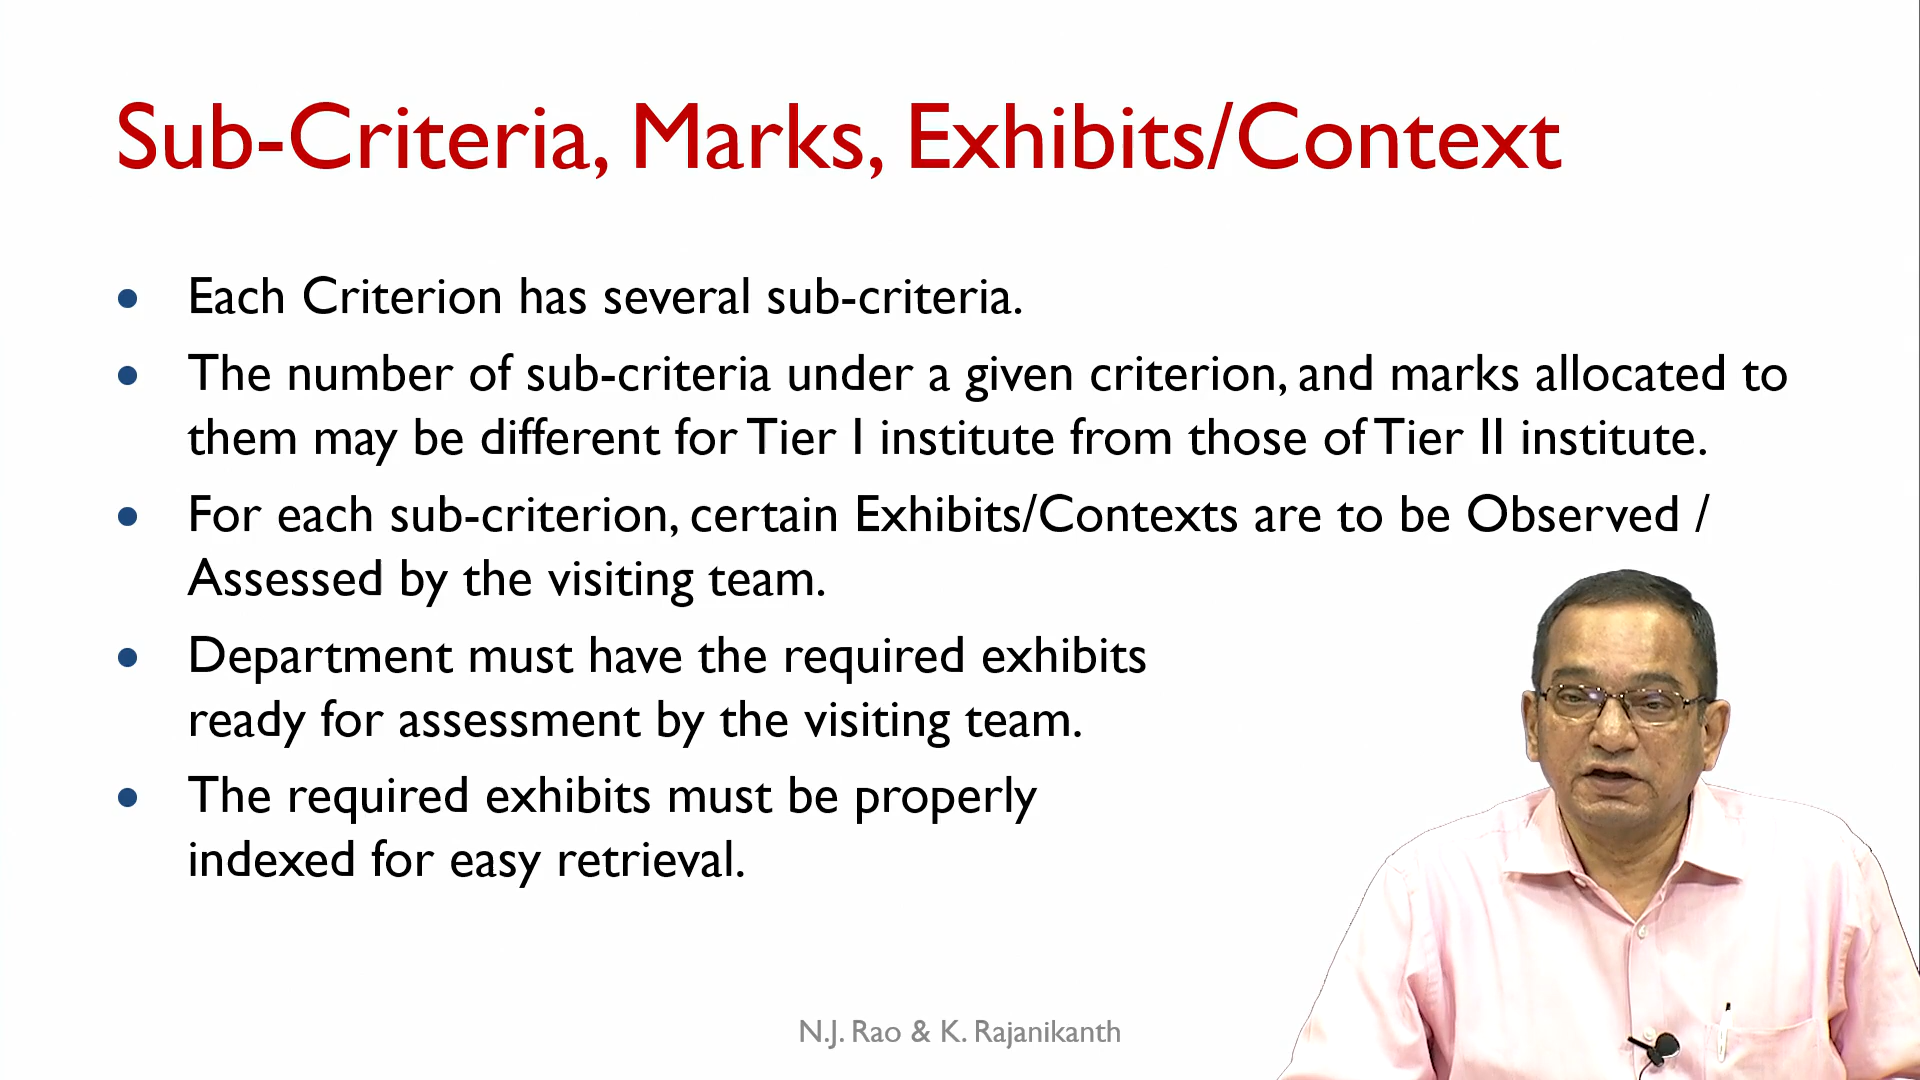 Sub-Criteria, Marks, Exhibits/Context
• Each Criterion has several sub-criteria.
• The number of sub-criteria under a given criterion, and marks allocated to
them may be different for Tier I institute from those of Tier II institute.
• For each sub-criterion, certain Exhibits/Contexts are to be Observed /
Assessed by the visiting team.
• Department must have the required exhibits
ready for assessment by the visiting team.
• The required exhibits must be properly
indexed for easy retrieval.
N.J. Rao & K. Rajanikanth